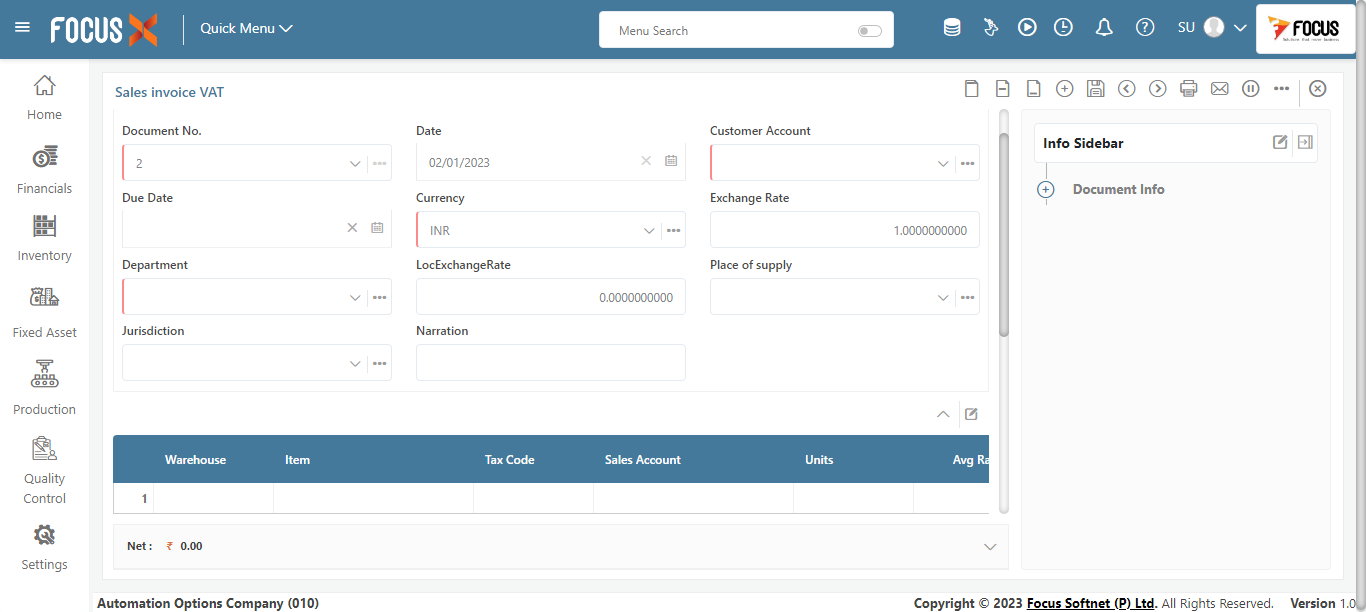 FOCUS X
Quick Menu
Menu Search
SU
FOCUS
Home
Financials
Inventory
Fixed Asset
Production
Quality
Control
Settings
Sales invoice VAT
Document No.
Date
Customer Account
2
02/01/2023
Due Date
Currency
Exchange Rate
INR
1.0000000000
Department
LocExchangeRate
Place of supply
0.0000000000
Jurisdiction
Narration
Info Sidebar
Document Info
Warehouse
Item
Tax Code
Sales Account
Units
Avg Ra
1
Net : ₹ 0.00
Automation Options Company (010)
Copyright © 2023 Focus Softnet (P) Ltd. All Rights Reserved.
Version 1.0